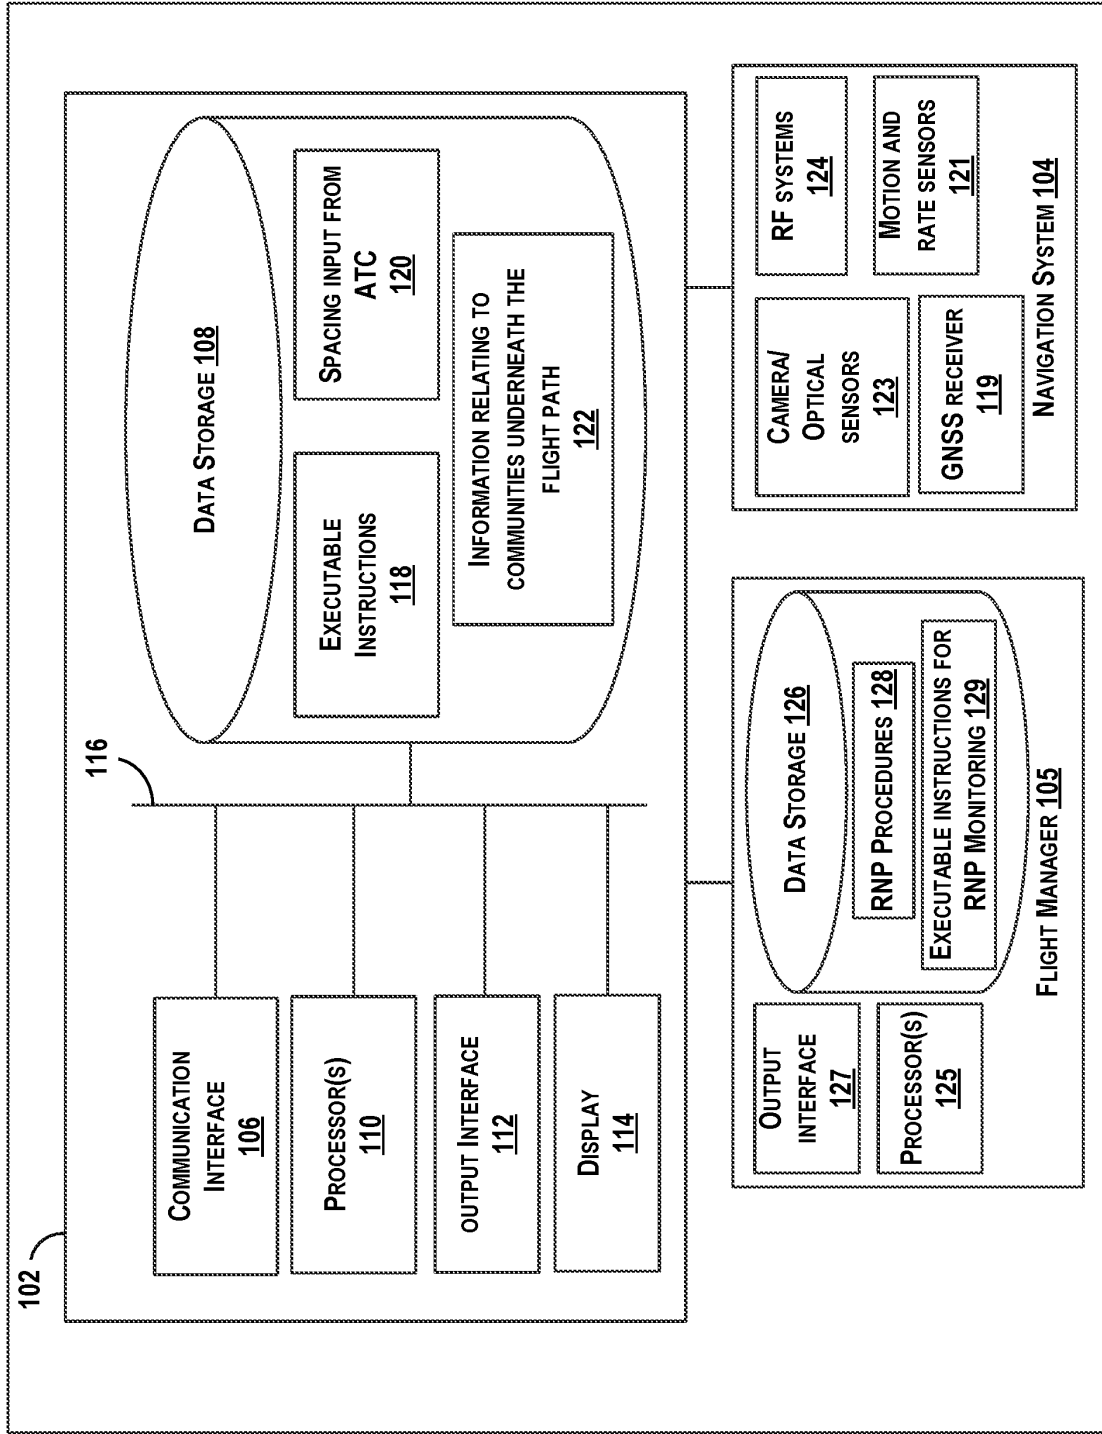 102
116
COMMUNICATION
INTERFACE
106
PROCESSOR(S)
110
OUTPUT INTERFACE
112
DISPLAY
114
DATA STORAGE 108
EXECUTABLE
INSTRUCTIONS
118
SPACING INPUT FROM
ATC
120
INFORMATION RELATING TO
COMMUNITIES UNDERNEATH THE
FLIGHT PATH
122
OUTPUT
INTERFACE
127
PROCESSOR(S)
125
DATA STORAGE 126
RNP PROCEDURES 128
EXECUTABLE INSTRUCTIONS FOR
RNP MONITORING 129
FLIGHT MANAGER 105
CAMERA/
OPTICAL
SENSORS
123
RF SYSTEMS
124
GNSS RECEIVER
119
MOTION AND
RATE SENSORS
121
NAVIGATION SYSTEM 104